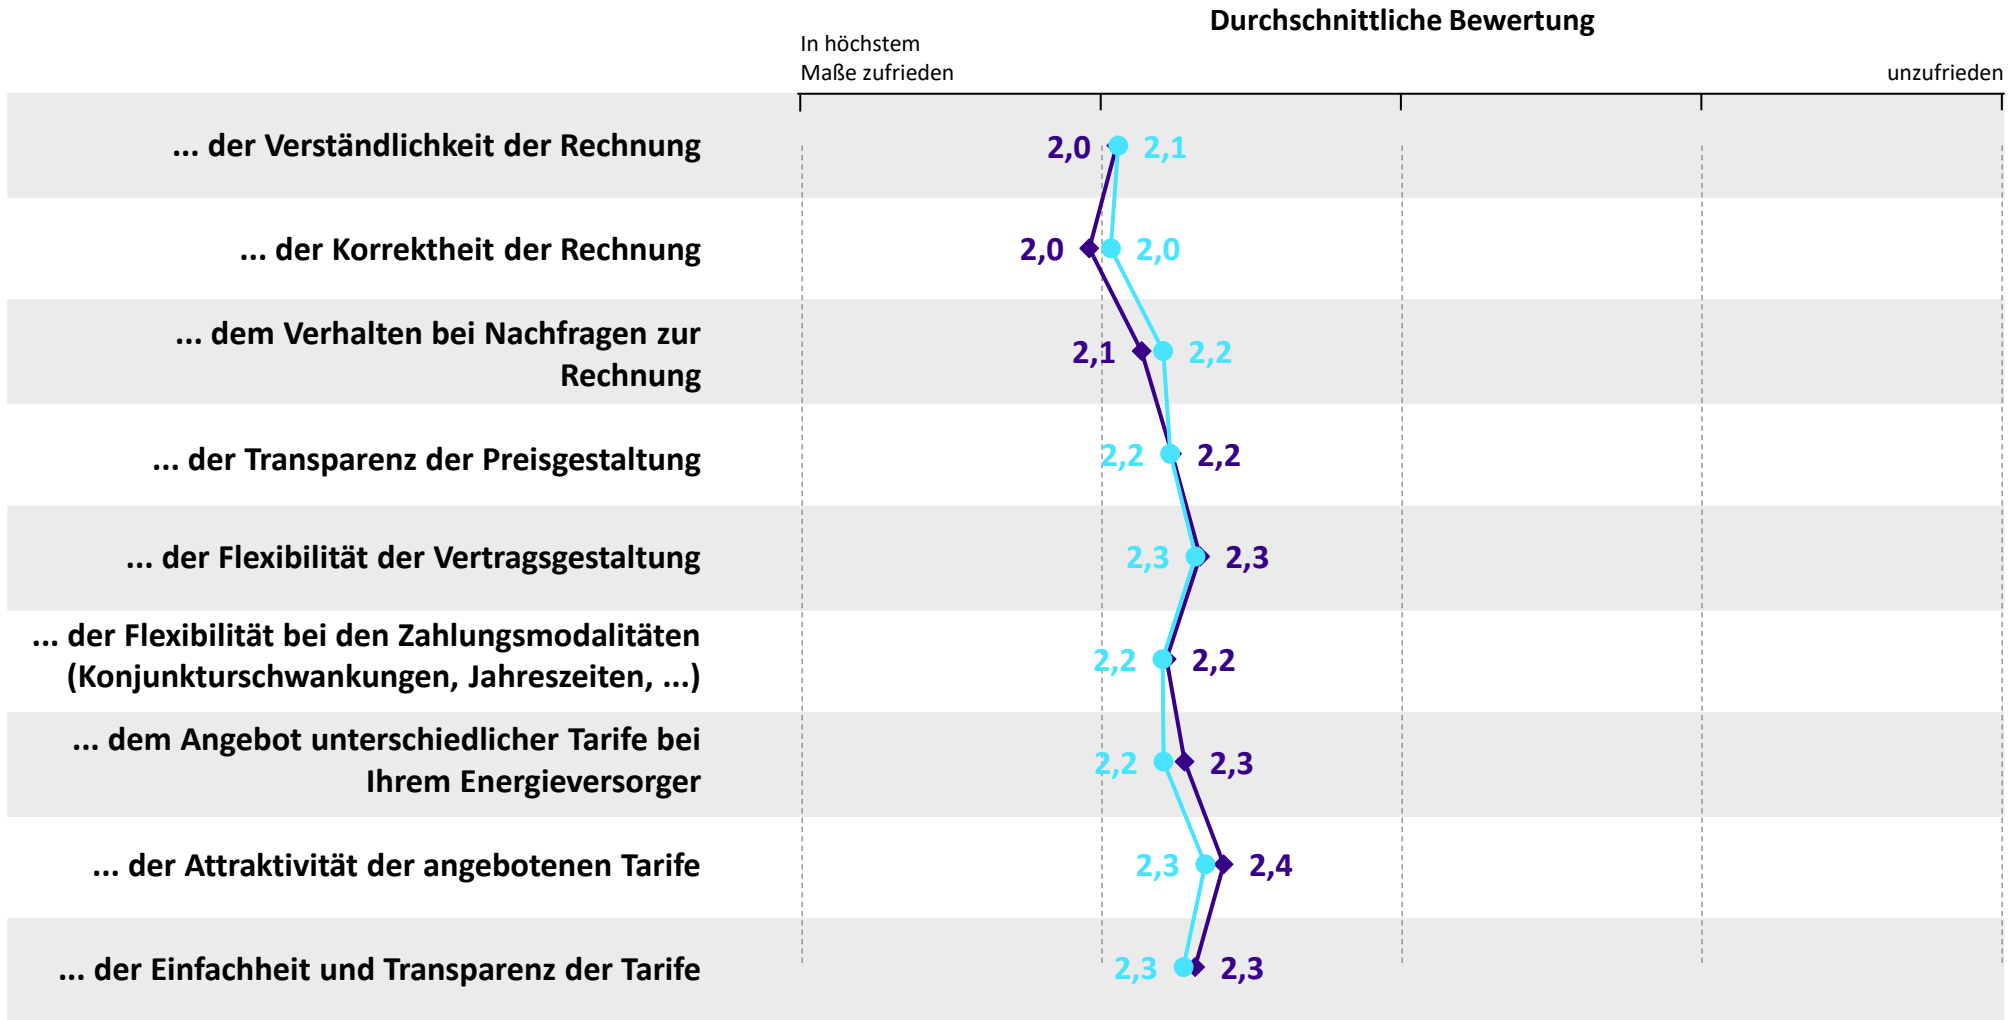 Durchschnittliche Bewertung
In höchstem
Maße zufrieden
unzufrieden
... der Verständlichkeit der Rechnung
2,0
2,1
... der Korrektheit der Rechnung
2,0
2,0
... dem Verhalten bei Nachfragen zur
Rechnung
2,1
2,2
... der Transparenz der Preisgestaltung
2,2
2,2
... der Flexibilität der Vertragsgestaltung
2,3
2,3
... der Flexibilität bei den Zahlungsmodalitäten
(Konjunkturschwankungen, Jahreszeiten, ...)
2,2
2,2
... dem Angebot unterschiedlicher Tarife bei
Ihrem Energieversorger
2,2
2,3
... der Attraktivität der angebotenen Tarife
2,3
2,4
... der Einfachheit und Transparenz der Tarife
2,3
2,3